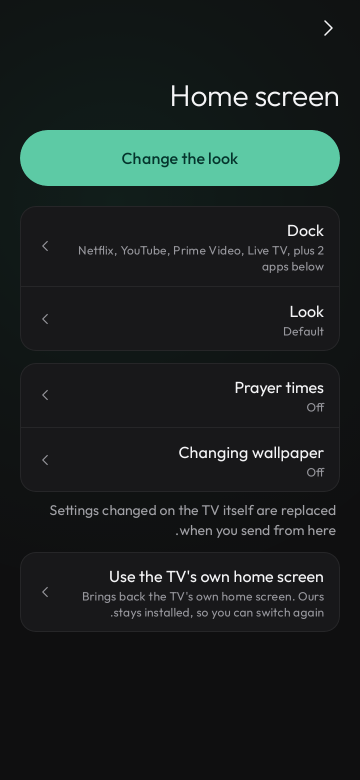 Home screen
Change the look
Dock
Netflix, YouTube, Prime Video, Live TV, plus 2
apps below
Look
Default
Prayer times
Off
Changing wallpaper
Off
Settings changed on the TV itself are replaced
.when you send from here
Use the TV's own home screen
Brings back the TV's own home screen. Ours
.stays installed, so you can switch again